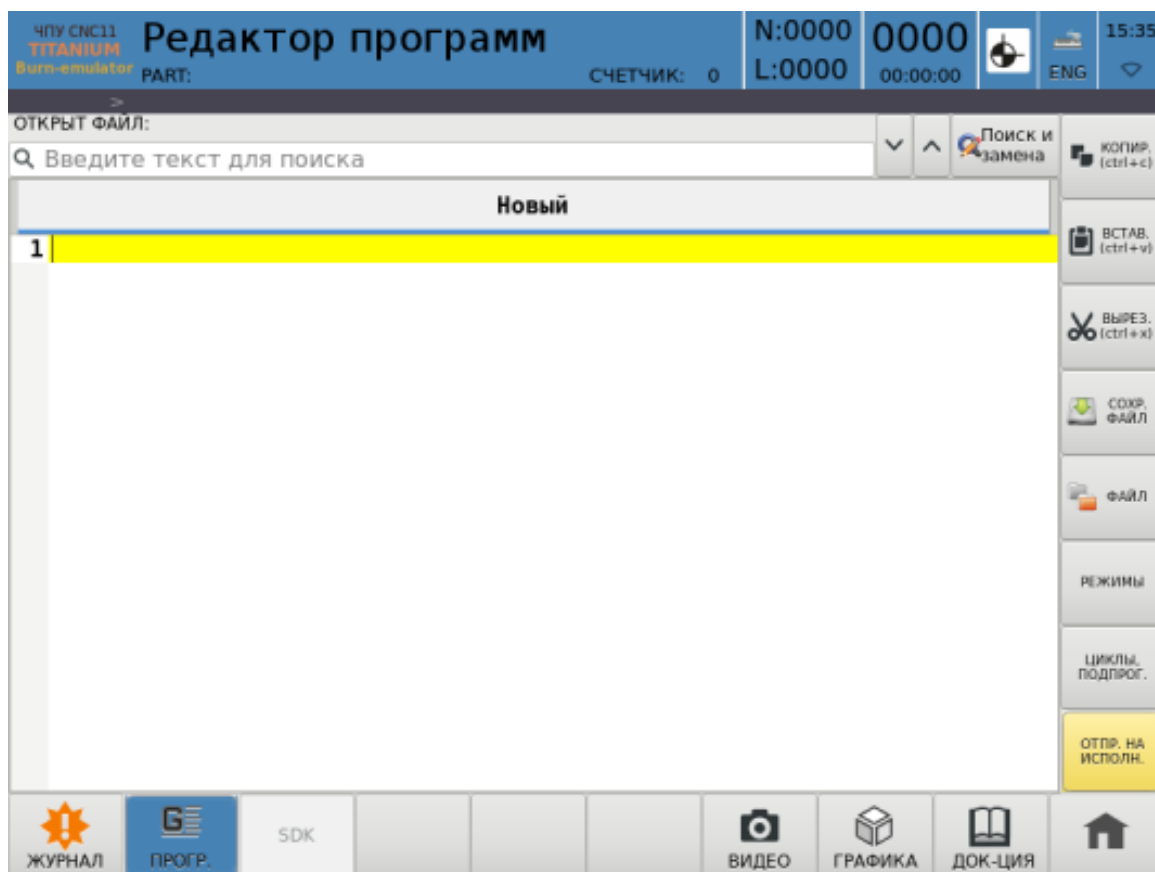 ЧПУ CNC11
TITANIUM
Burn-emulator
Редактор программ
PART:
СЧЕТЧИК: 0
N:0000
L:0000
0000
00:00:00
ENG
15:35
>
ОТКРЫТ ФАЙЛ:
Введите текст для поиска
Поиск и
замена
Новый
1
КОПИР.
(ctrl+c)
ВСТАВ.
(ctrl+v)
ВЫРЕЗ.
(ctrl+x)
СОХР.
ФАЙЛ
ФАЙЛ
РЕЖИМЫ
ЦИКЛЫ,
ПОДПРОГ.
ОТПР. НА
ИСПОЛН.
ЖУРНАЛ
G
ПРОГР.
SDK
ВИДЕО
ГРАФИКА
ДОК-ЦИЯ